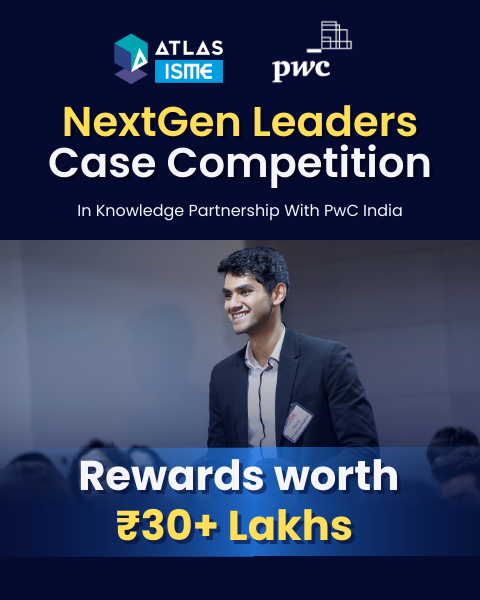 ATLAS
ISME
pwc
NextGen Leaders
Case Competition
In Knowledge Partnership With PwC India
Rewards worth
₹30+ Lakhs